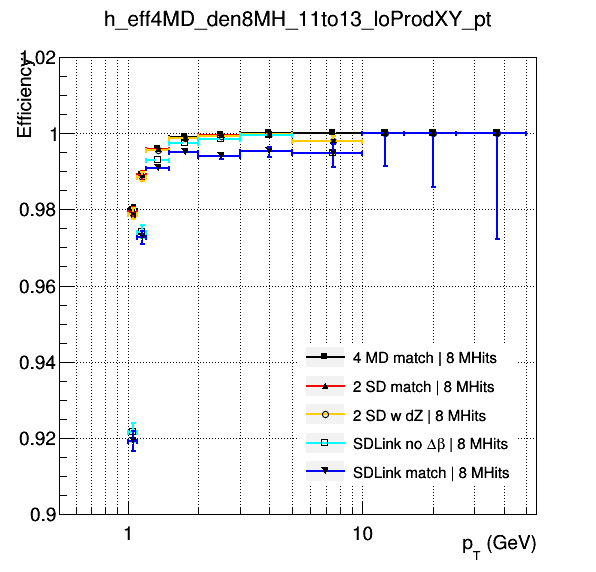 h_eff4MD_den8MH_11to13_loProdXY_pt
Efficiency
1.02
1
0.98
0.96
0.94
0.92
0.9
4 MD match | 8 MHits
2 SD match | 8 MHits
2 SD w dZ | 8 MHits
SDLink no Δβ | 8 MHits
SDLink match | 8 MHits
1
10
p_T (GeV)